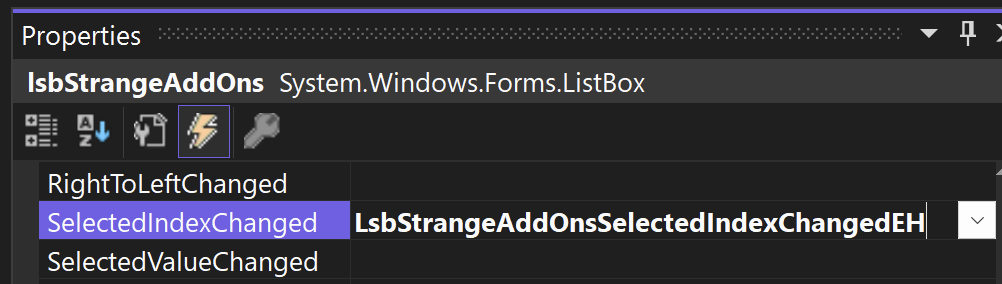 Properties
lsbStrangeAddOns System.Windows.Forms.ListBox
A
Z
RightToLeftChanged
SelectedIndexChanged LsbStrangeAddOnsSelectedIndexChangedEH
SelectedValueChanged